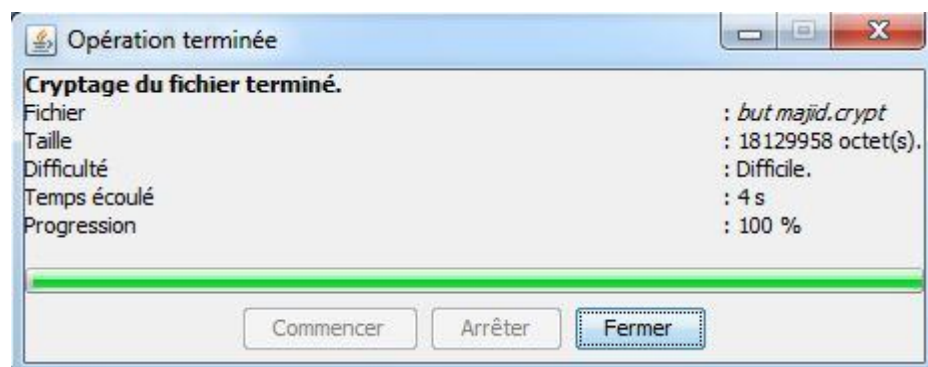 Opération terminée
Cryptage du fichier terminé.
Fichier : but majid.crypt
Taille : 18129958 octet(s).
Difficulté : Difficile.
Temps écoulé : 4 s
Progression : 100 %
Commencer Arrêter Fermer